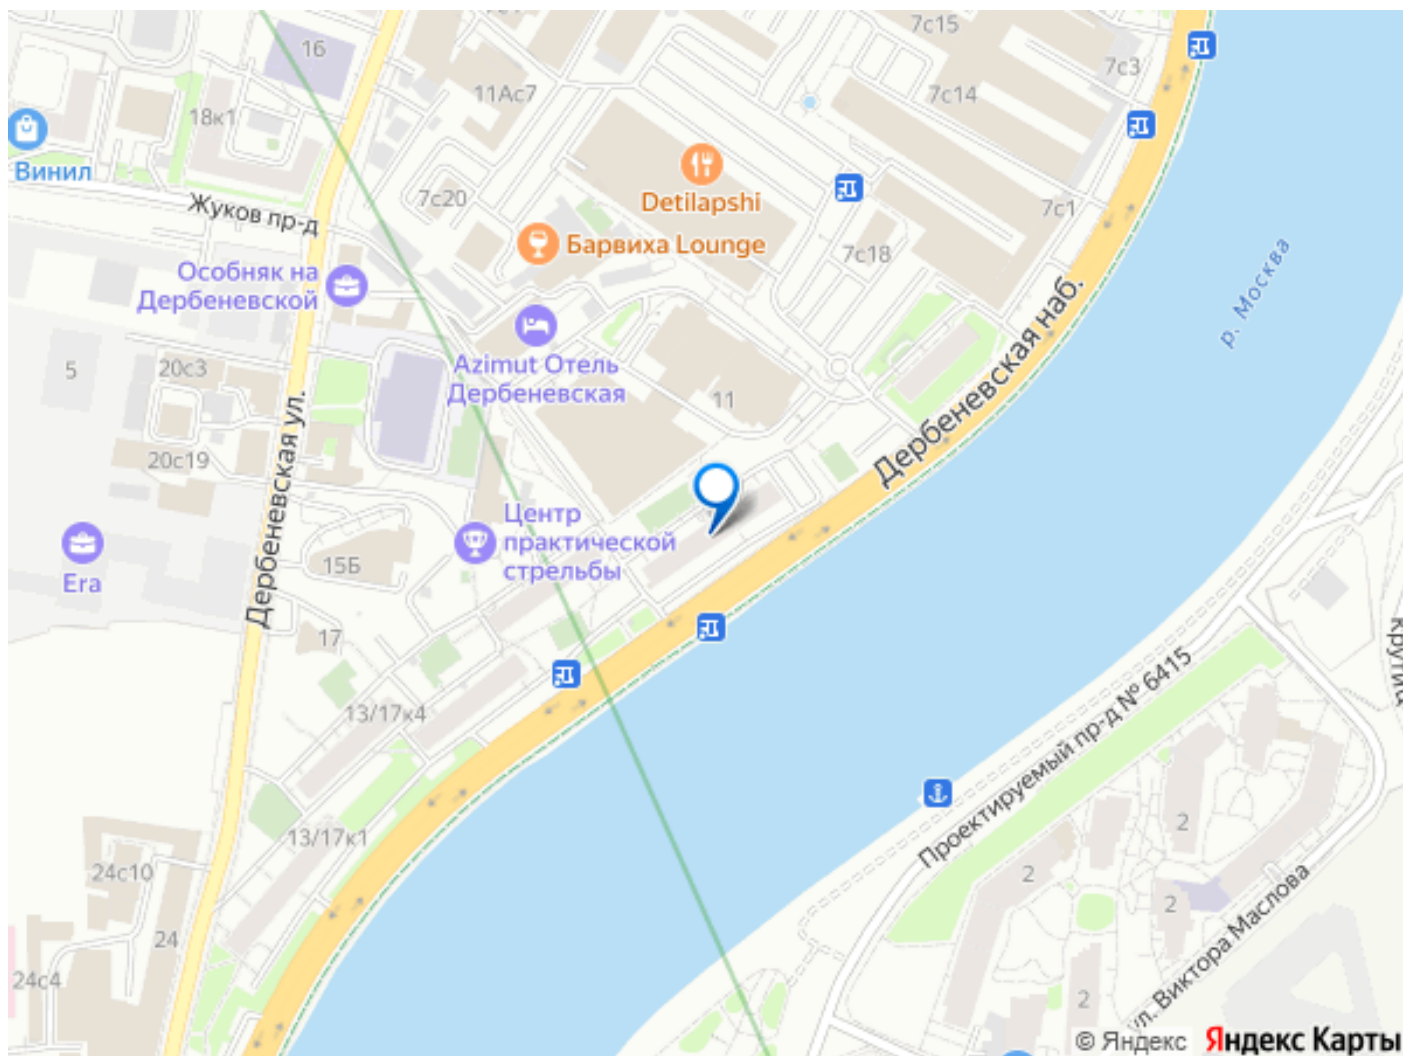 16
7с15
7с3
11Ас7
7с14
18к1
Винил
Detilapshi
7с20
7с1
Жуков пр-д
Барвиха Lounge
7с18
р. Москва
Особняк на
Дербеневской
Azimut Отель
Дербеневская
20с3
5
11
Дербеневская наб.
Дербеневская ул.
20с19
Центр
практической
стрельбы
Era
15Б
17
Крутиц
Проектируемый пр-д № 6415
13/17к4
13/17к1
2
2
2
24с10
24
24с4
2
ул. Виктора Маслова
© Яндекс Яндекс Карты